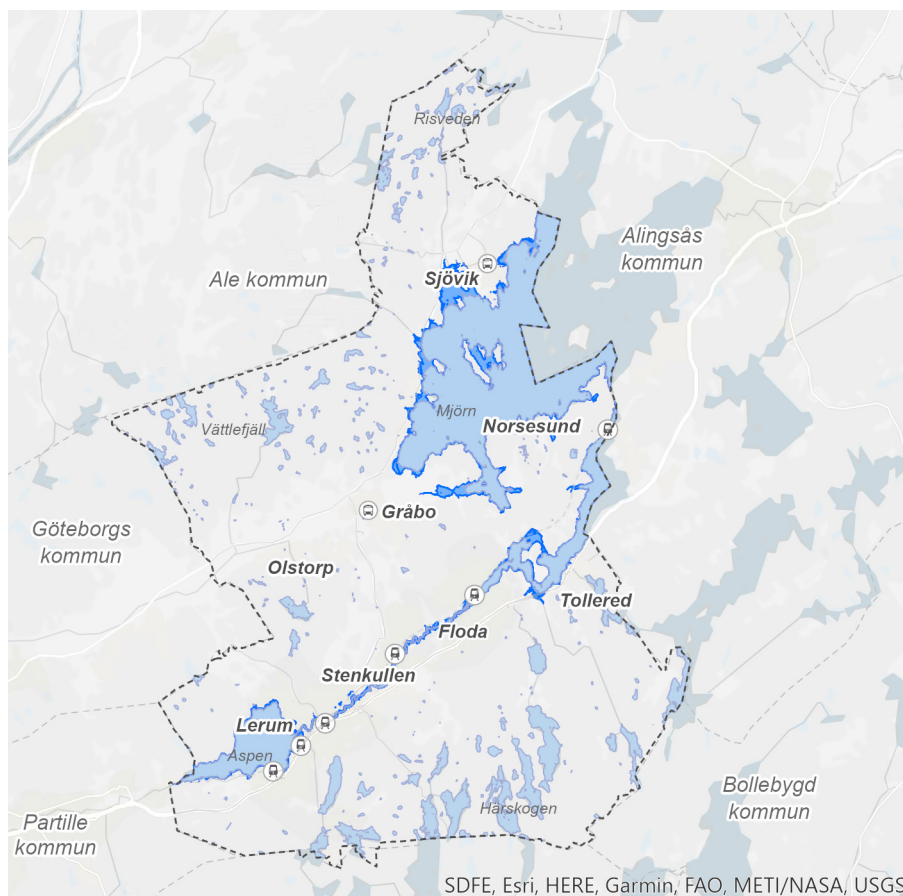 Risveden
Alingsås
kommun
Ale kommun
Sjövik
Mjörn
Norsesund
Vättlefjäll
Gråbo
Göteborgs
kommun
Olstorp
Tollered
Floda
Stenkullen
Lerum
Aspen
Härskogen
Bollebygd
kommun
Partille
kommun
SDFE, Esri, HERE, Garmin, FAO, METI/NASA, USGS